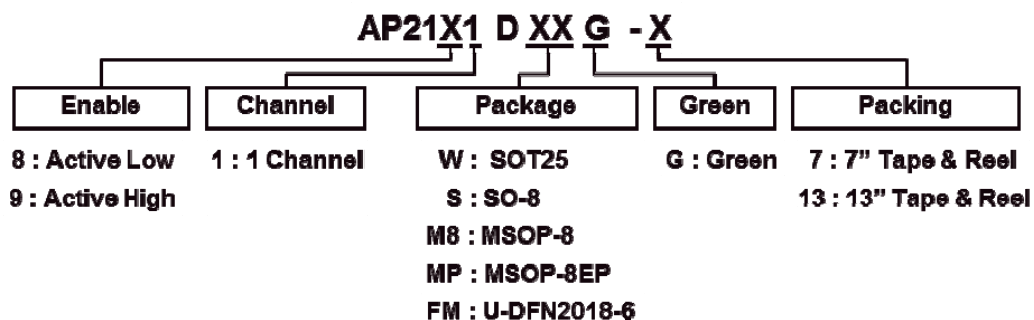 AP21X1 D XX G - X
Enable Channel Package Green Packing
8 : Active Low 1 : 1 Channel W : SOT25 G : Green 7 : 7" Tape & Reel
9 : Active High S : SO-8 13 : 13" Tape & Reel
M8 : MSOP-8
MP : MSOP-8EP
FM : U-DFN2018-6